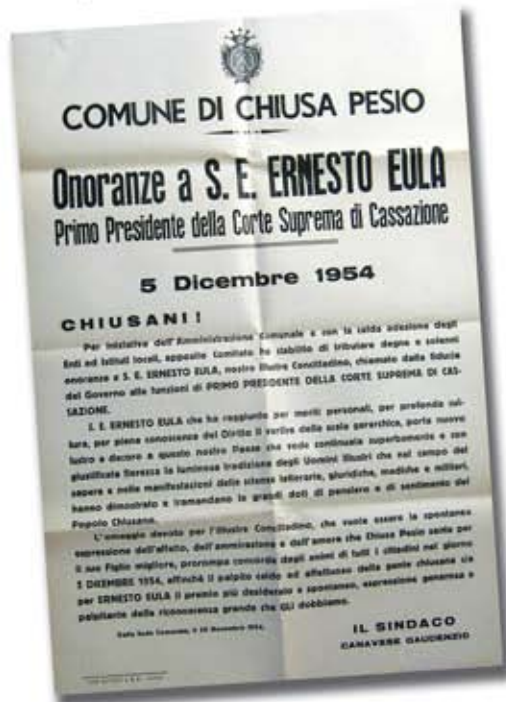 COMUNE DI CHIUSA PESIO
Onoranze a S. E. ERNESTO EULA
Primo Presidente della Corte Suprema di Cassazione
5 Dicembre 1954
CHIUSANI !
Per iniziativa dell'Amministrazione Comunale e con la calda adesione degli
Enti ed Istituti locali, apposito Comitato ha stabilito di tributare degne e solenni
onoranze a S. E. ERNESTO EULA, nostro illustre Concittadino, chiamato dalla fiducia
del Governo alle funzioni di PRIMO PRESIDENTE DELLA CORTE SUPREMA DI CAS-
SAZIONE.
S. E. ERNESTO EULA che ha raggiunto per meriti personali, per profonda cul-
tura, per piena conoscenza del Diritto il vertice della scala gerarchica, porta nuovo
lustro e decoro a questo nostro Paese che vede continuata superbamente e con
giustificata fierezza la luminosa tradizione degli Uomini Illustri che nel campo del
sapere e nelle manifestazioni delle scienze letterarie, giuridiche, mediche e militari,
hanno dimostrato e tramandano le grandi doti di pensiero e di sentimento del
Popolo Chiusano.
L'omaggio devoto per l'Illustre Concittadino, che vuole essere la spontanea
espressione dell'affetto, dell'ammirazione e dell'amore che Chiusa Pesio sente per
il suo Figlio migliore, prorompa concorde dagli animi di tutti i cittadini nel giorno
5 DICEMBRE 1954, affinchè il palpito caldo ed affettuoso della gente chiusana sia
per ERNESTO EULA il premio più desiderato e spontaneo, espressione generosa e
palpitante della riconoscenza grande che GLI dobbiamo.
Dalla Sede Comunale, Novembre 1954.
IL SINDACO
CANAVESE GAUDENZIO